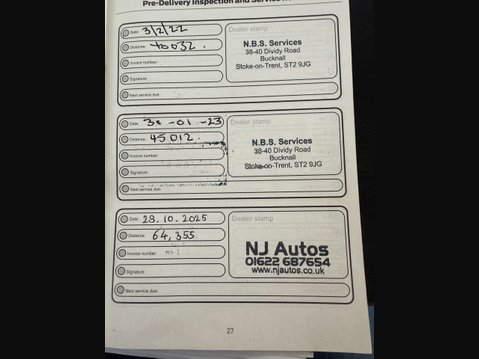 Pre-Delivery Inspection and Service
Date: 3/2/22
Distance: 40032.
Invoice number:
Signature:
Next service due:
Dealer stamp
N.B.S. Services
38-40 Dividy Road
Bucknall
Stoke-on-Trent, ST2 9JG
Date: 30-01-23
Distance: 45012.
Invoice number:
Signature:
Next service due:
Dealer stamp
N.B.S. Services
38-40 Dividy Road
Bucknall
Stoke-on-Trent, ST2 9JG
Date: 28.10.2025
Distance: 64,355
Invoice number:
Signature:
Next service due:
Dealer stamp
NJ Autos
01622 687654
www.njautos.co.uk
27